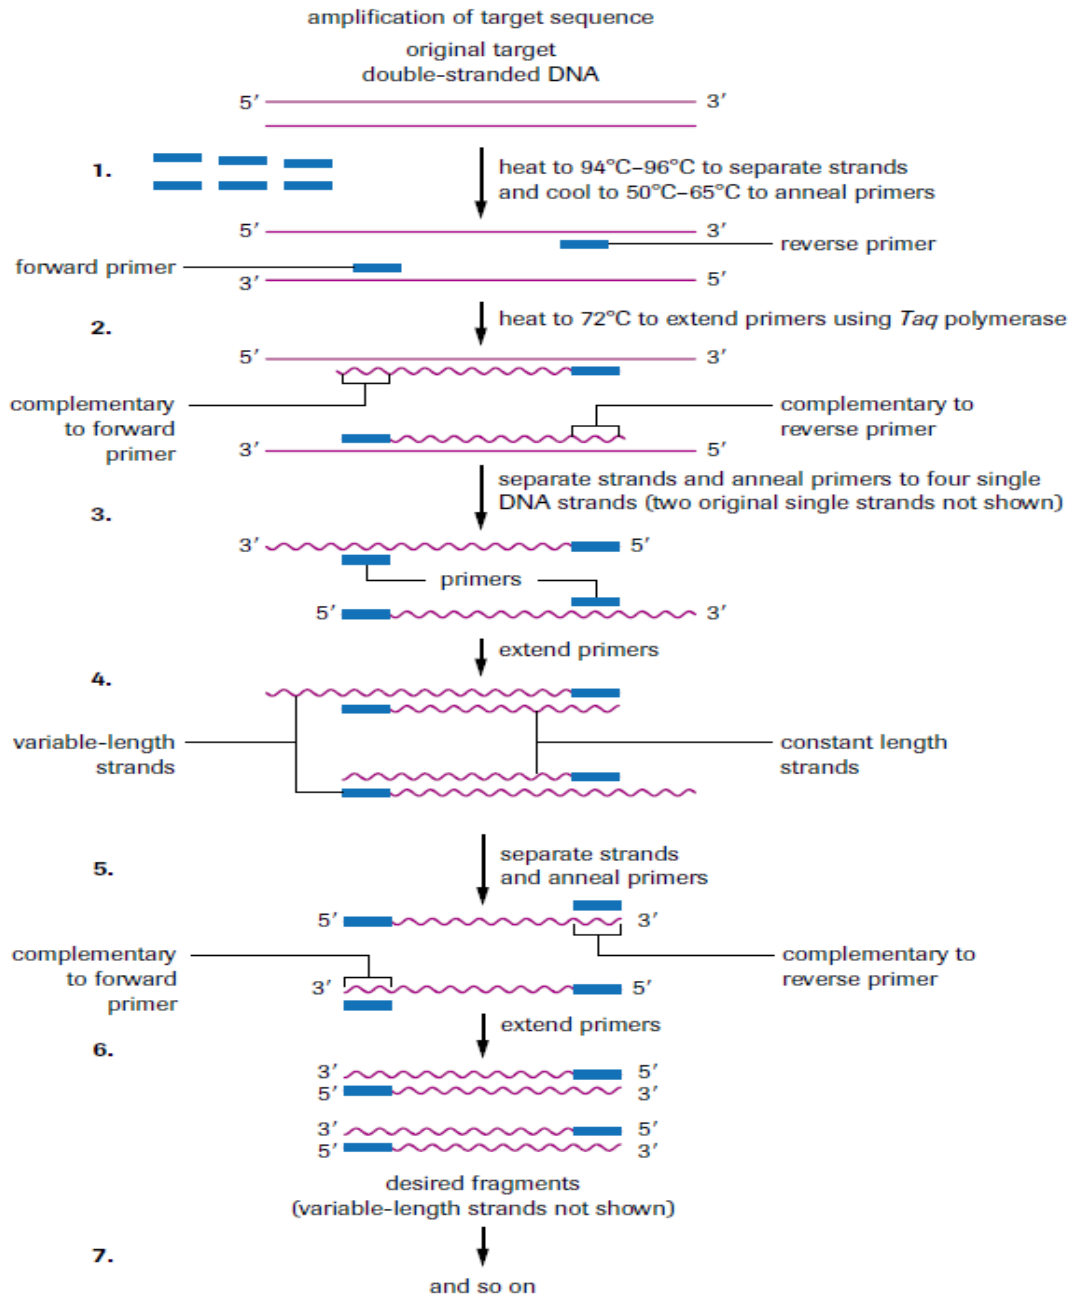 amplification of target sequence
original target
double-stranded DNA
5′ 3′
1.
heat to 94°C–96°C to separate strands
and cool to 50°C–65°C to anneal primers
5′ 3′
reverse primer
forward primer
3′ 5′
2.
heat to 72°C to extend primers using Taq polymerase
5′ 3′
complementary
to forward
primer
complementary to
reverse primer
3′ 5′
separate strands and anneal primers to four single
DNA strands (two original single strands not shown)
3.
3′ 5′
primers
5′ 3′
extend primers
4.
variable-length
strands
constant length
strands
separate strands
and anneal primers
5.
5′ 3′
complementary
to forward
primer
complementary to
reverse primer
3′ 5′
extend primers
6.
3′ 5′
5′ 3′
3′ 5′
5′ 3′
desired fragments
(variable-length strands not shown)
7.
and so on